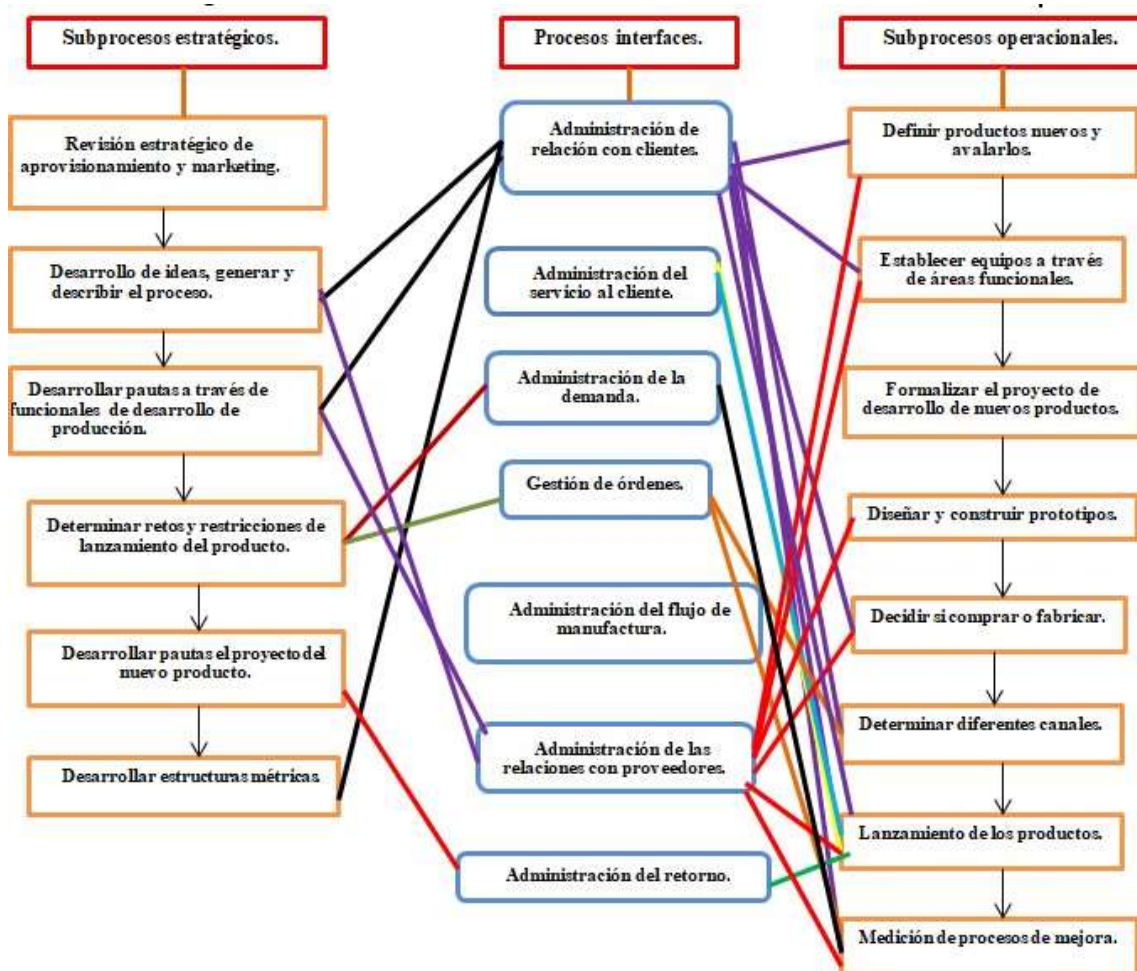 Subprocesos estratégicos.
Revisión estratégico de
aprovisionamiento y marketing.
Desarrollo de ideas, generar y
describir el proceso.
Desarrollar pautas a través de
funcionales de desarrollo de
producción.
Determinar retos y restricciones de
lanzamiento del producto.
Desarrollar pautas el proyecto del
nuevo producto.
Desarrollar estructuras métricas.
Procesos interfaces.
Administración de
relación con clientes.
Administración del
servicio al cliente.
Administración de la
demanda.
Gestión de órdenes.
Administración del flujo de
manufactura.
Administración de las
relaciones con proveedores.
Administración del retorno.
Subprocesos operacionales.
Definir productos nuevos y
avalarlos.
Establecer equipos a través
de áreas funcionales.
Formalizar el proyecto de
desarrollo de nuevos productos.
Diseñar y construir prototipos.
Decidir si comprar o fabricar.
Determinar diferentes canales.
Lanzamiento de los productos.
Medición de procesos de mejora.